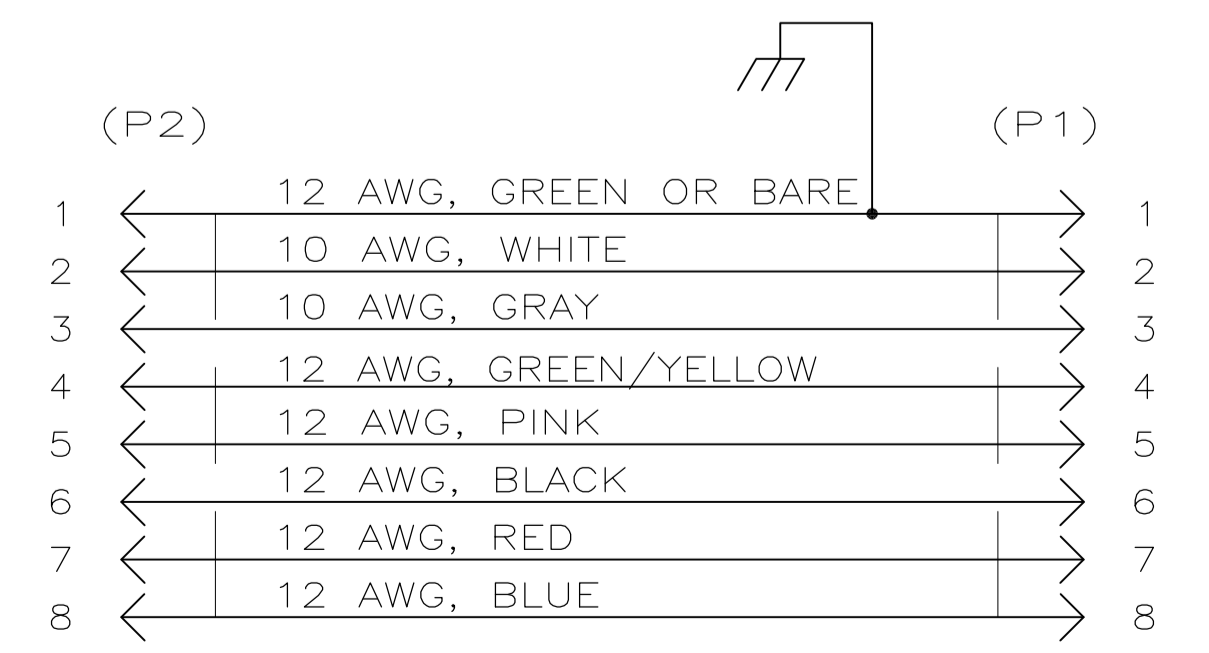 (P2) (P1)
1 12 AWG, GREEN OR BARE 1
2 10 AWG, WHITE 2
3 10 AWG, GRAY 3
4 12 AWG, GREEN/YELLOW 4
5 12 AWG, PINK 5
6 12 AWG, BLACK 6
7 12 AWG, RED 7
8 12 AWG, BLUE 8